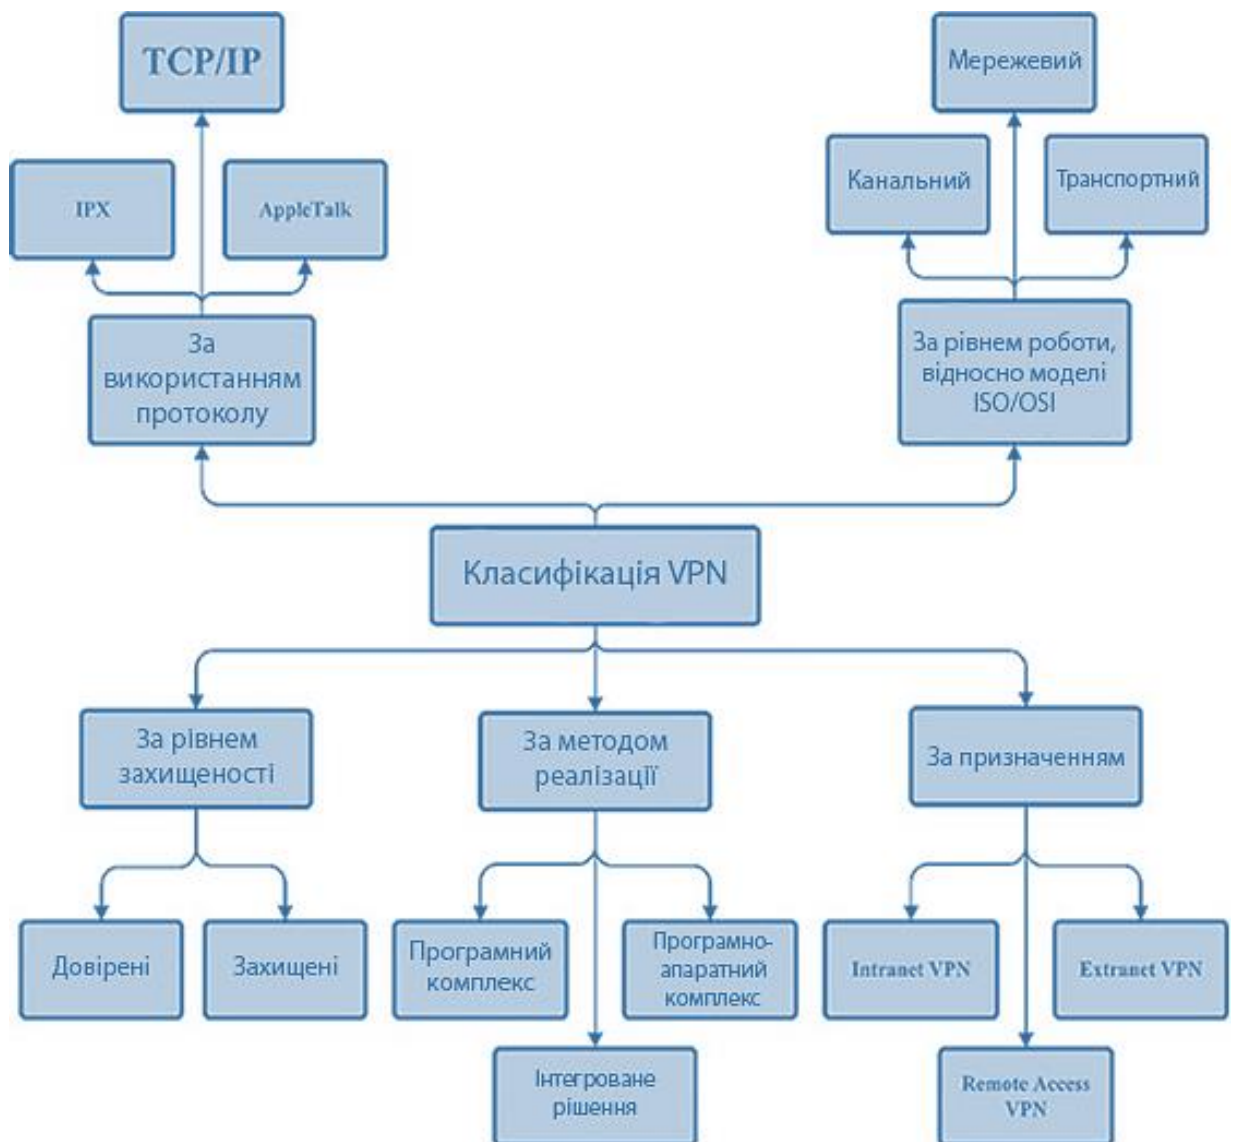 TCP/IP
Мережевий
IPX
AppleTalk
Канальний
Транспортний
За
використанням
протоколу
За рівнем роботи,
відносно моделі
ISO/OSI
Класифікація VPN
За рівнем
захищеності
За методом
реалізації
За призначенням
Довірені
Захищені
Програмний
комплекс
Програмно-
апаратний
комплекс
Intranet VPN
Extranet VPN
Інтегроване
рішення
Remote Access
VPN